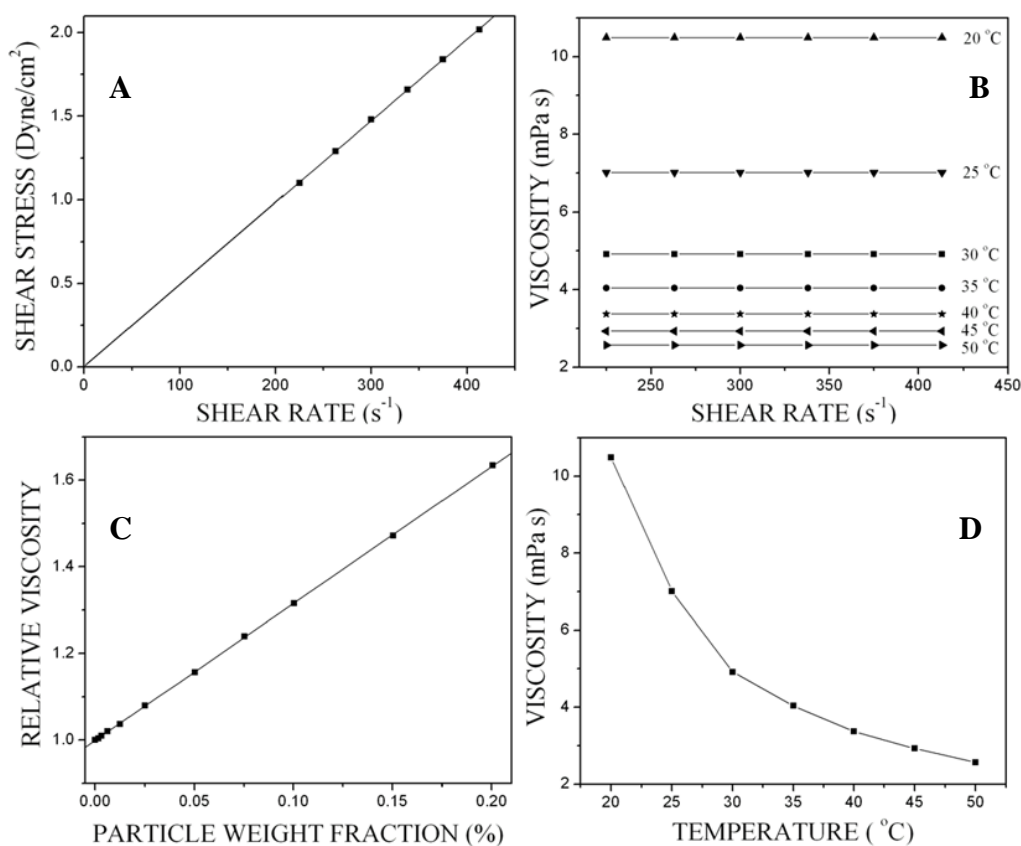 A
SHEAR STRESS (Dyne/cm²)
2.0
1.5
1.0
0.5
0.0
0 100 200 300 400
SHEAR RATE (s⁻¹)
B
VISCOSITY (mPa s)
10
8
6
4
2
20 °C
25 °C
30 °C
35 °C
40 °C
45 °C
50 °C
250 300 350 400 450
SHEAR RATE (s⁻¹)
C
RELATIVE VISCOSITY
1.6
1.4
1.2
1.0
0.00 0.05 0.10 0.15 0.20
PARTICLE WEIGHT FRACTION (%)
D
VISCOSITY (mPa s)
10
8
6
4
2
20 25 30 35 40 45 50
TEMPERATURE ( °C)